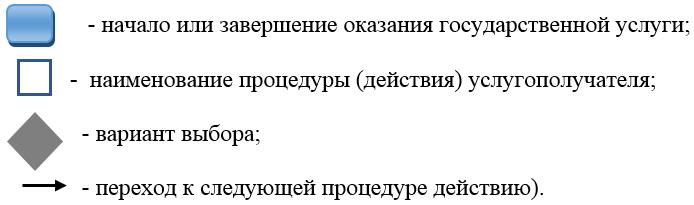 - начало или завершение оказания государственной услуги;
- наименование процедуры (действия) услугополучателя;
- вариант выбора;
- переход к следующей процедуре действию).